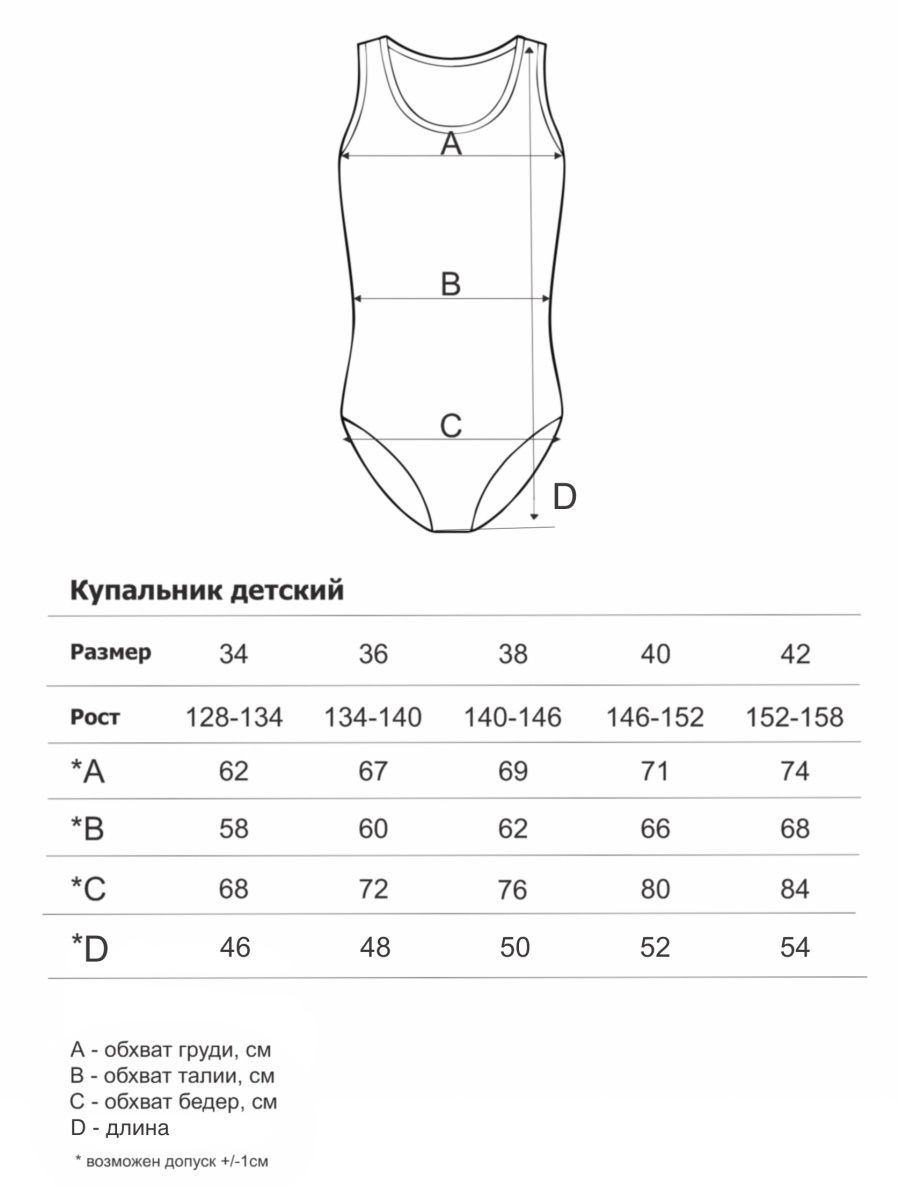 A
B
C
D
Купальник детский
Размер 34 36 38 40 42
Рост 128-134 134-140 140-146 146-152 152-158
*A 62 67 69 71 74
*B 58 60 62 66 68
*C 68 72 76 80 84
*D 46 48 50 52 54
A - обхват груди, см
B - обхват талии, см
C - обхват бедер, см
D - длина
* возможен допуск +/-1см